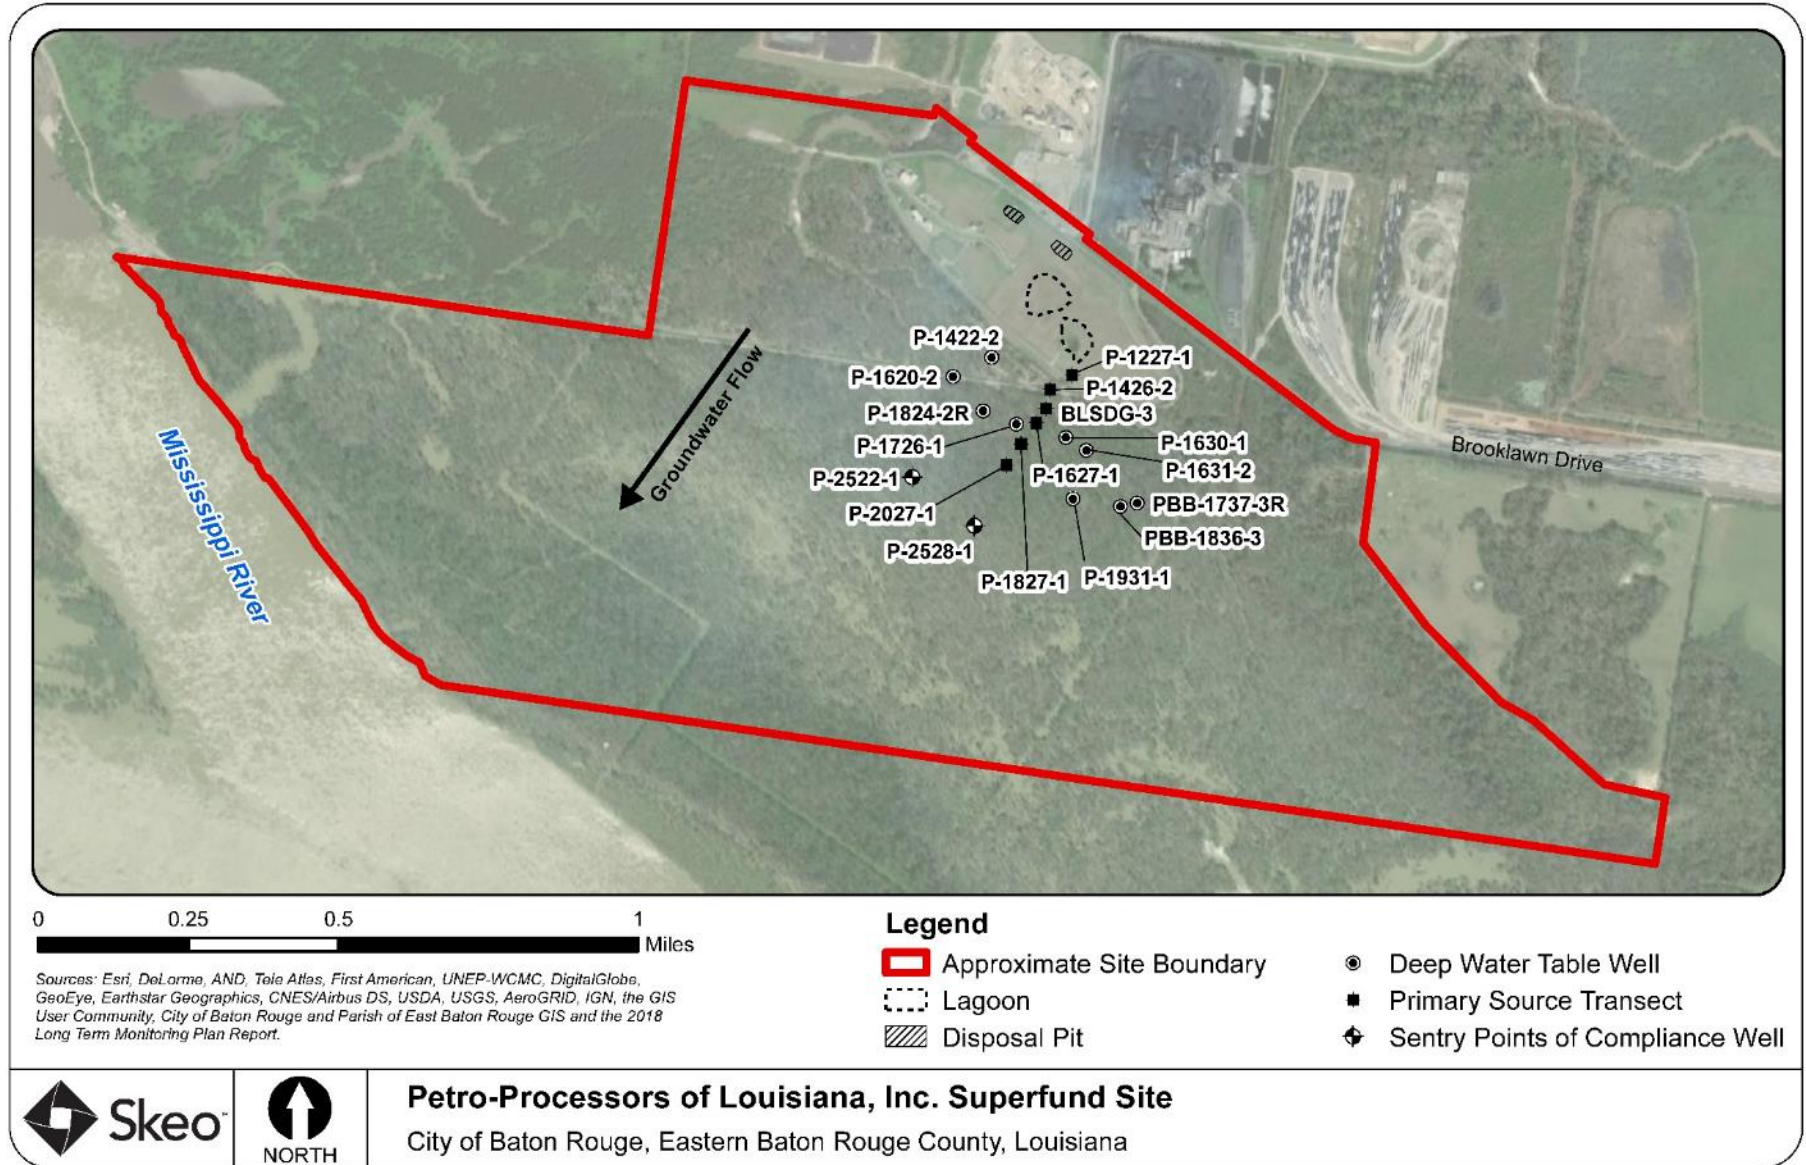 P-1422-2
P-1227-1
P-1620-2
P-1426-2
P-1824-2R
BLSDG-3
P-1726-1
P-1630-1
P-1631-2
P-2522-1
P-1627-1
P-2027-1
PBB-1737-3R
PBB-1836-3
P-2528-1
P-1827-1
P-1931-1
Groundwater Flow
Mississippi River
Brooklawn Drive
0 0.25 0.5 1
Miles
Sources: Esri, DeLorme, AND, Tele Atlas, First American, UNEP-WCMC, DigitalGlobe,
GeoEye, Earthstar Geographics, CNES/Airbus DS, USDA, USGS, AeroGRID, IGN, the GIS
User Community, City of Baton Rouge and Parish of East Baton Rouge GIS and the 2018
Long Term Monitoring Plan Report.
Legend
Approximate Site Boundary
Lagoon
Disposal Pit
Deep Water Table Well
Primary Source Transect
Sentry Points of Compliance Well
Skeo
NORTH
Petro-Processors of Louisiana, Inc. Superfund Site
City of Baton Rouge, Eastern Baton Rouge County, Louisiana